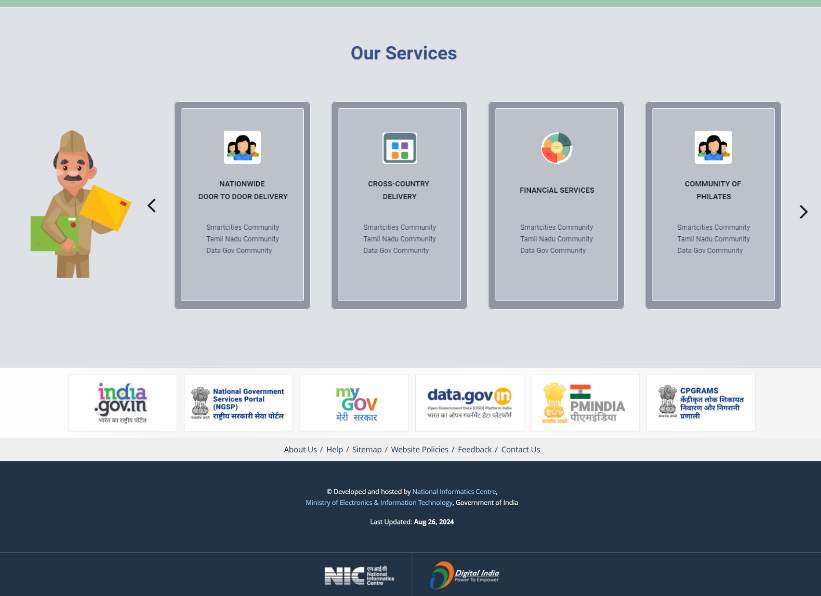 Our Services
NATIONWIDE
DOOR TO DOOR DELIVERY
Smartcities Community
Tamil Nadu Community
Data Gov Community
CROSS-COUNTRY
DELIVERY
Smartcities Community
Tamil Nadu Community
Data Gov Community
FINANCIAL SERVICES
Smartcities Community
Tamil Nadu Community
Data Gov Community
COMMUNITY OF
PHILATES
Smartcities Community
Tamil Nadu Community
Data Gov Community
india
.gov.in
भारत का राष्ट्रीय पोर्टल
National Government
Services Portal
(NGSP)
राष्ट्रीय सरकारी सेवा पोर्टल
my
GOV
मेरी सरकार
data.gov in
Open Government Data (OGD) Platform India
भारत का ओपन गवर्नमेंट डेटा प्लेटफॉर्म
PMINDIA
पीएमइंडिया
CPGRAMS
केंद्रीकृत लोक शिकायत
निवारण और निगरानी
प्रणाली
About Us / Help / Sitemap / Website Policies / Feedback / Contact Us
© Developed and hosted by National Informatics Centre,
Ministry of Electronics & Information Technology, Government of India
Last Updated: Aug 26, 2024
NIC
एनआईसी
National
Informatics
Centre
Digital India
Power To Empower